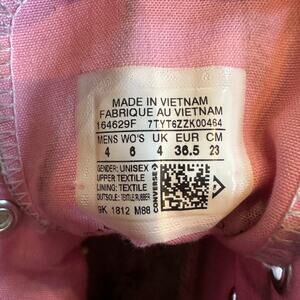 MADE IN VIETNAM
FABRIQUE AU VIETNAM
164629F 7TYT6ZZK00464
MENS WO'S UK EUR CM
4 6 4 36.5 23
GENDER: UNISEX
UPPER: TEXTILE
LINING: TEXTILE
OUTSOLE: TEXTILE RUBBER
9K 1812 M88
CONVERSE